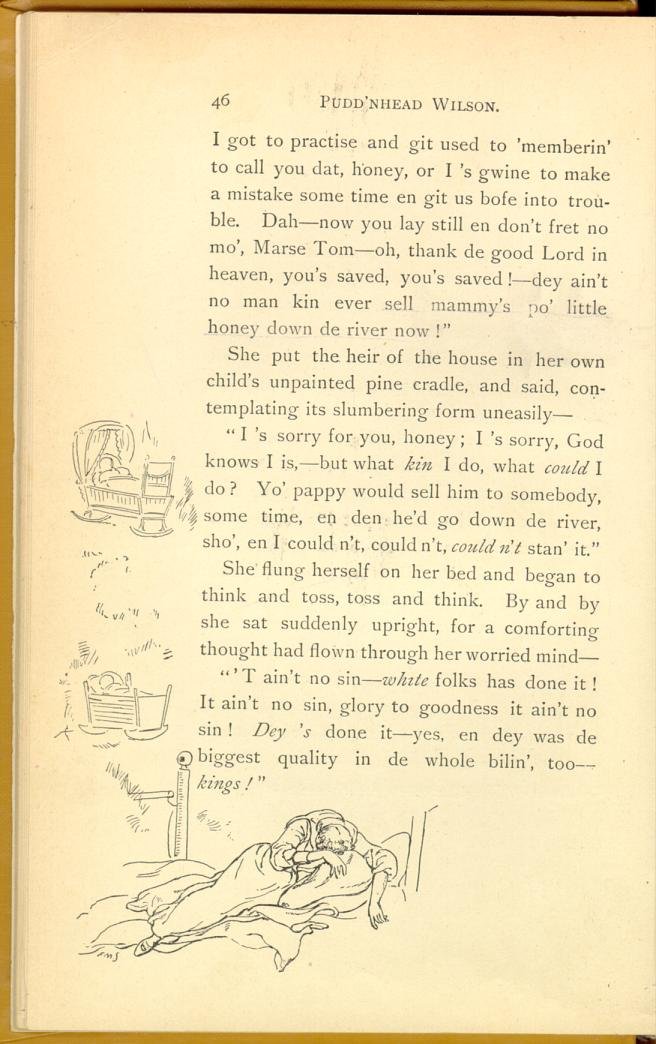 46 PUDD'NHEAD WILSON.
I got to practise and git used to 'memberin'
to call you dat, honey, or I 's gwine to make
a mistake some time en git us bofe into trou-
ble. Dah—now you lay still en don't fret no
mo', Marse Tom—oh, thank de good Lord in
heaven, you's saved, you's saved!—dey ain't
no man kin ever sell mammy's po' little
honey down de river now!"
She put the heir of the house in her own
child's unpainted pine cradle, and said, con-
templating its slumbering form uneasily—
"I 's sorry for you, honey; I 's sorry, God
knows I is,—but what kin I do, what could I
do? Yo' pappy would sell him to somebody,
some time, en den he'd go down de river,
sho', en I could n't, could n't, could n't stan' it."
She flung herself on her bed and began to
think and toss, toss and think. By and by
she sat suddenly upright, for a comforting
thought had flown through her worried mind—
"'T ain't no sin—white folks has done it!
It ain't no sin, glory to goodness it ain't no
sin! Dey 's done it—yes, en dey was de
biggest quality in de whole bilin', too—
kings!"